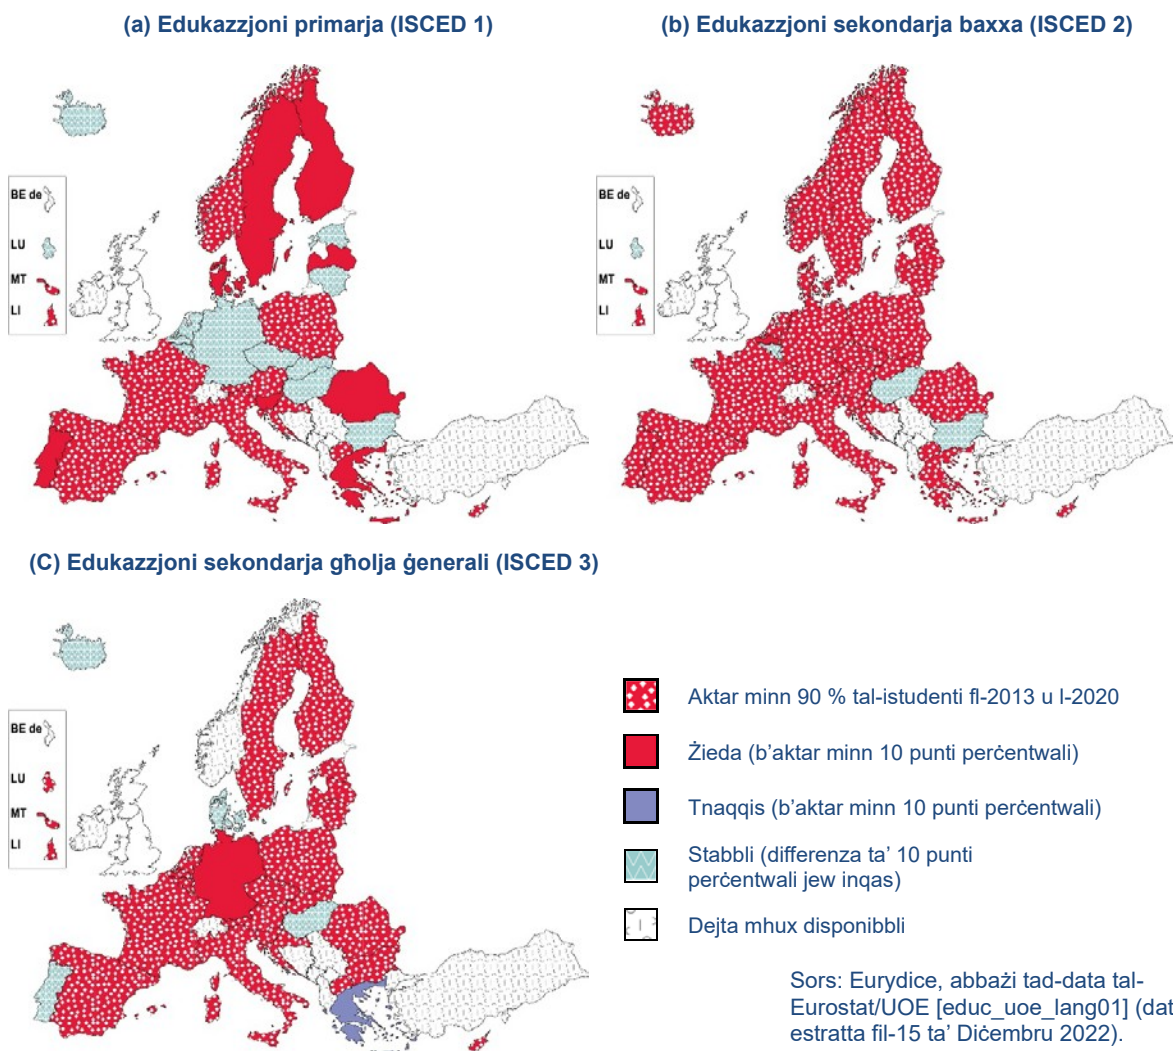 (a) Edukazzjoni primarja (ISCED 1)
(b) Edukazzjoni sekondarja baxxa (ISCED 2)
BE de
LU
MT
LI
BE de
LU
MT
LI
(C) Edukazzjoni sekondarja għolja ġenerali (ISCED 3)
BE de
LU
MT
LI
Aktar minn 90 % tal-istudenti fl-2013 u l-2020
Żieda (b'aktar minn 10 punti perċentwali)
Tnaqqis (b'aktar minn 10 punti perċentwali)
Stabbli (differenza ta' 10 punti
perċentwali jew inqas)
Dejta mhux disponibbli
Sors: Eurydice, abbażi tad-data tal-
Eurostat/UOE [educ_uoe_lang01] (dat
estratta fil-15 ta' Diċembru 2022).